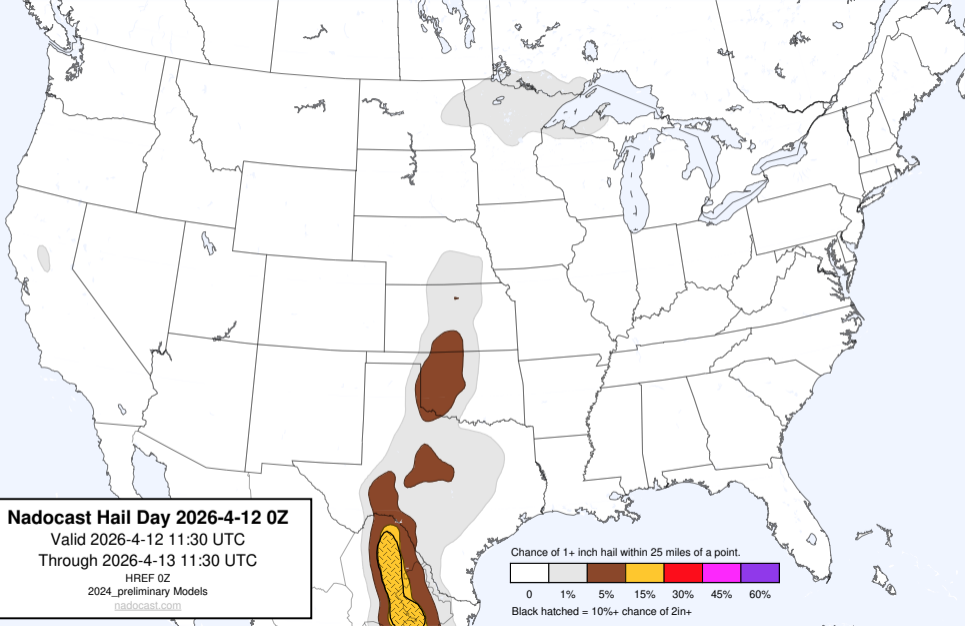 Nadocast Hail Day 2026-4-12 0Z
Valid 2026-4-12 11:30 UTC
Through 2026-4-13 11:30 UTC
HREF 0Z
2024_preliminary Models
nadocast.com
Chance of 1+ inch hail within 25 miles of a point.
0 1% 5% 15% 30% 45% 60%
Black hatched = 10%+ chance of 2in+